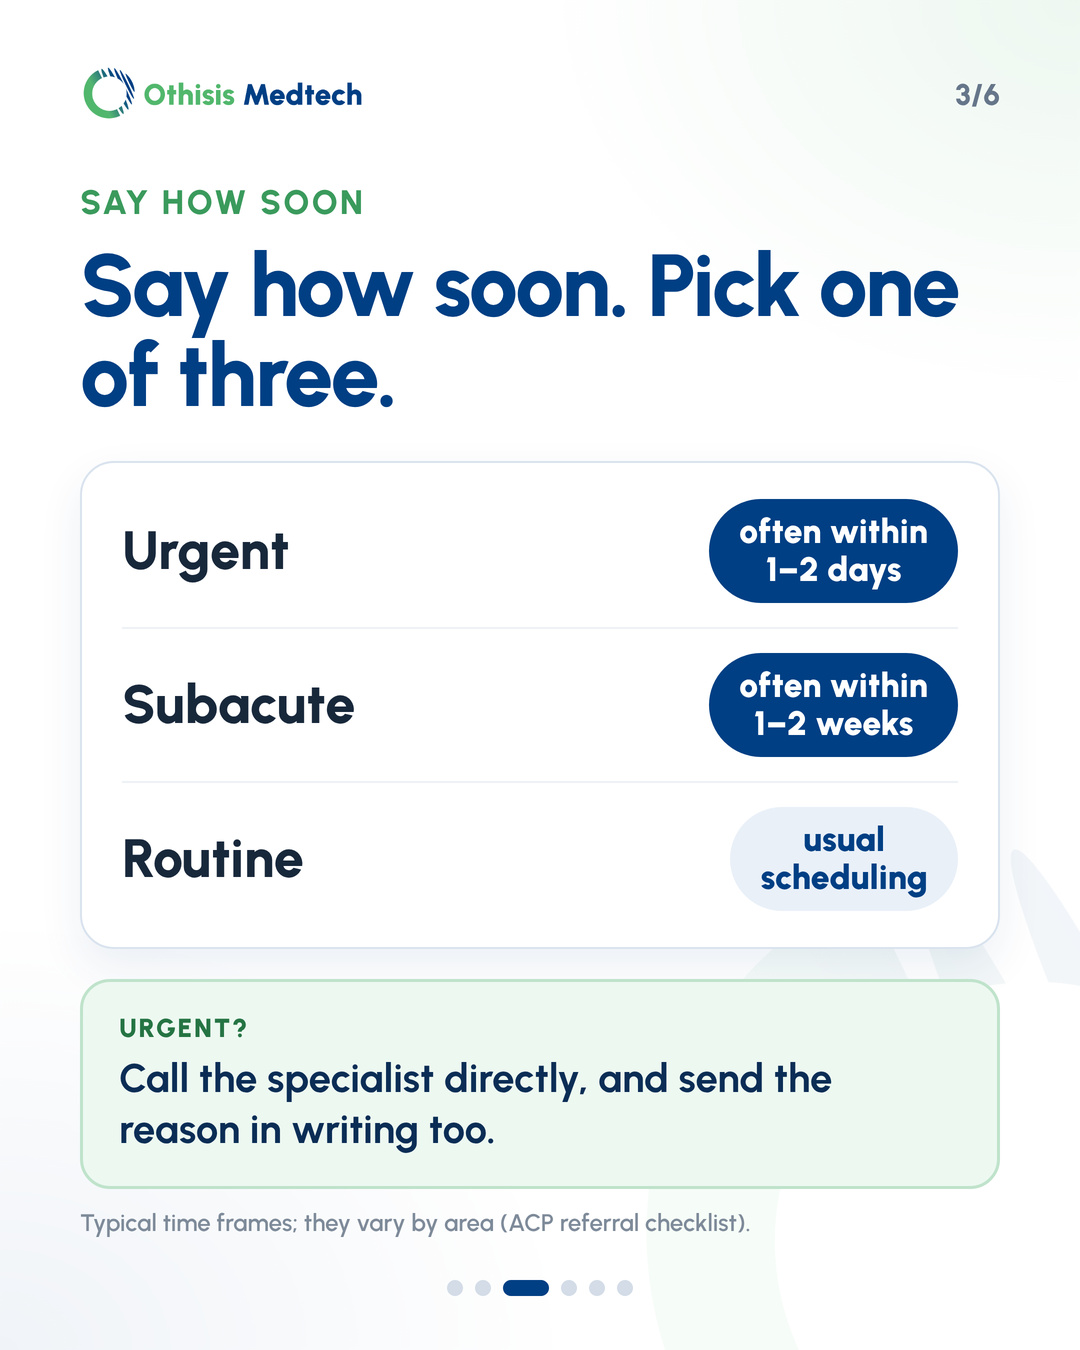 Othisis Medtech
3/6
SAY HOW SOON
Say how soon. Pick one
of three.
Urgent
often within
1–2 days
Subacute
often within
1–2 weeks
Routine
usual
scheduling
URGENT?
Call the specialist directly, and send the
reason in writing too.
Typical time frames; they vary by area (ACP referral checklist).